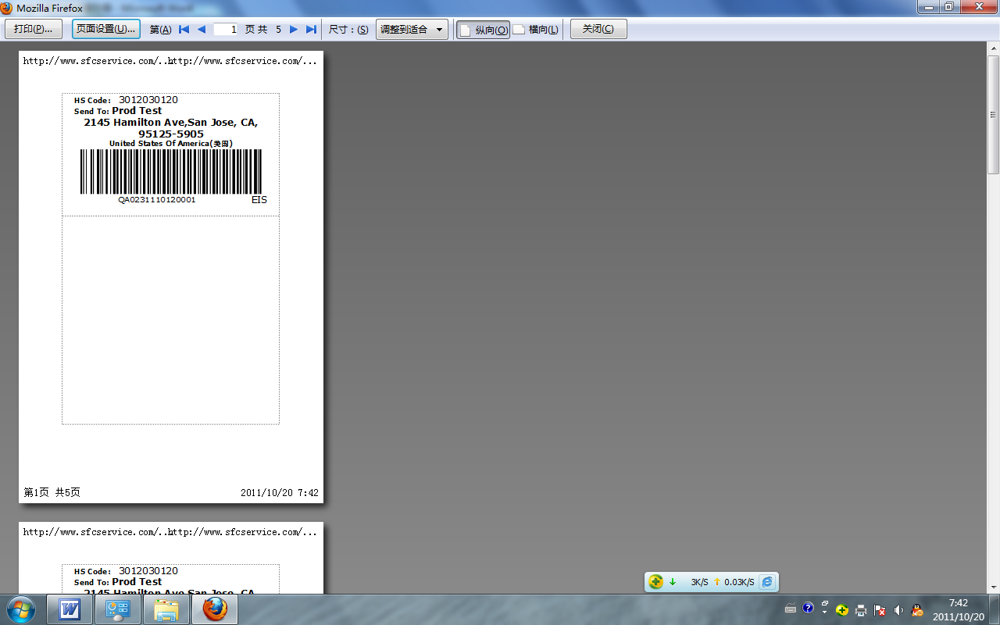 Mozilla Firefox
打印(P)... 页面设置(U)... 第(A) 1 页 共 5 尺寸：(S) 调整到适合 纵向(O) 横向(L) 关闭(C)
http://www.sfcservice.com/...http://www.sfcservice.com/...
HS Code: 3012030120
Send To: Prod Test
2145 Hamilton Ave,San Jose, CA,
95125-5905
United States Of America(美国)
QA0231110120001 EIS
第1页 共5页 2011/10/20 7:42
http://www.sfcservice.com/...http://www.sfcservice.com/...
HS Code: 3012030120
Send To: Prod Test
2145 Hamilton Ave,San Jose, CA,
3K/S 0.03K/S
7:42
2011/10/20